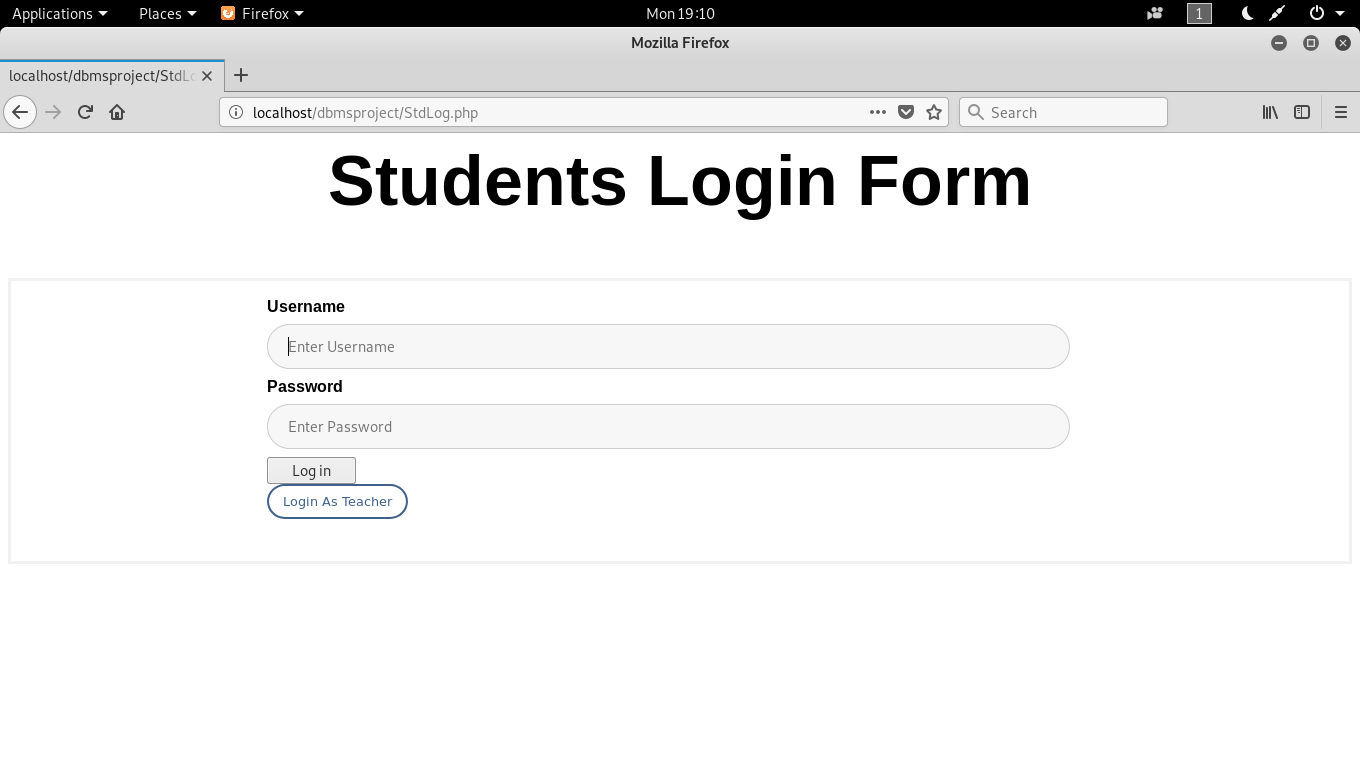 Applications Places Firefox Mon 19:10 1
Mozilla Firefox
localhost/dbmsproject/StdLo
localhost/dbmsproject/StdLog.php Search
Students Login Form
Username
Enter Username
Password
Enter Password
Log in
Login As Teacher